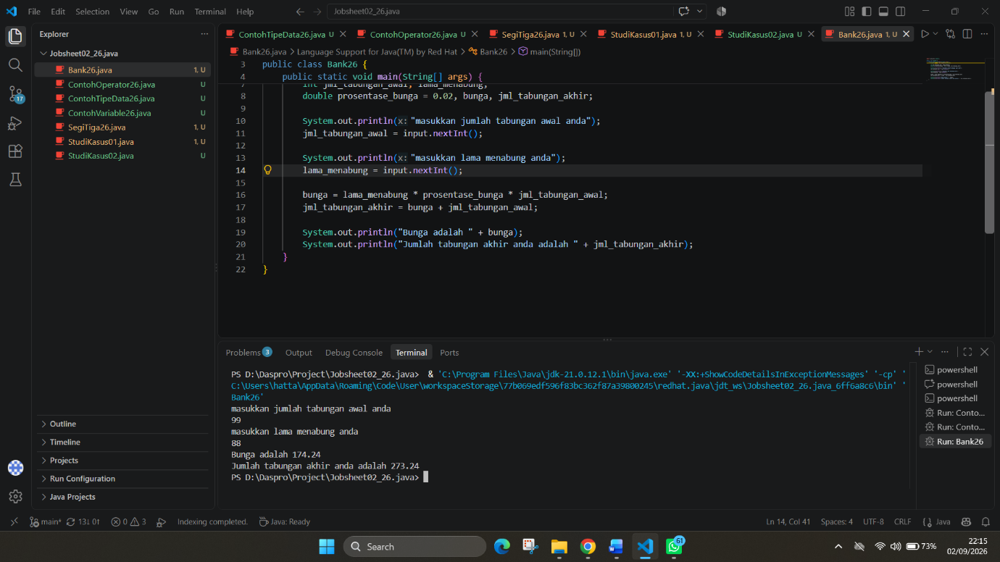 File Edit Selection View Go Run Terminal Help
Jobsheet02_26.java
Explorer
Jobsheet02_26.java
Bank26.java 1, U
ContohOperator26.java U
ContohTipeData26.java U
ContohVariable26.java U
SegiTiga26.java 1, U
StudiKasus01.java 1, U
StudiKasus02.java U
17
Outline
Timeline
Projects
Run Configuration
Java Projects
ContohTipeData26.java U ContohOperator26.java U SegiTiga26.java 1, U StudiKasus01.java 1, U StudiKasus02.java U Bank26.java 1, U
Bank26.java > Language Support for Java(TM) by Red Hat > Bank26 > main(String[])
3 public class Bank26 {
4 public static void main(String[] args) {
7 int jml_tabungan_awal, lama_menabung;
8 double prosentase_bunga = 0.02, bunga, jml_tabungan_akhir;
9
10 System.out.println(x: "masukkan jumlah tabungan awal anda");
11 jml_tabungan_awal = input.nextInt();
12
13 System.out.println(x: "masukkan lama menabung anda");
14 lama_menabung = input.nextInt();
15
16 bunga = lama_menabung * prosentase_bunga * jml_tabungan_awal;
17 jml_tabungan_akhir = bunga + jml_tabungan_awal;
18
19 System.out.println("Bunga adalah " + bunga);
20 System.out.println("Jumlah tabungan akhir anda adalah " + jml_tabungan_akhir);
21 }
22 }
Problems 3 Output Debug Console Terminal Ports
PS D:\Daspro\Project\Jobsheet02_26.java> & 'C:\Program Files\Java\jdk-21.0.12.1\bin\java.exe' '-XX:+ShowCodeDetailsInExceptionMessages' '-cp' '
C:\Users\hatta\AppData\Roaming\Code\User\workspaceStorage\77b069edf596f83bc362f87a39800245\redhat.java\jdt_ws\Jobsheet02_26.java_6ff6a8c6\bin' '
Bank26'
masukkan jumlah tabungan awal anda
99
masukkan lama menabung anda
88
Bunga adalah 174.24
Jumlah tabungan akhir anda adalah 273.24
PS D:\Daspro\Project\Jobsheet02_26.java>
powershell
powershell
powershell
Run: Conto...
Run: Conto...
Run: Bank26
main* 13↓ 0↑ 0 3 Indexing completed. Java: Ready Ln 14, Col 41 Spaces: 4 UTF-8 CRLF {} Java
Search 61 73% 22:15
02/09/2026